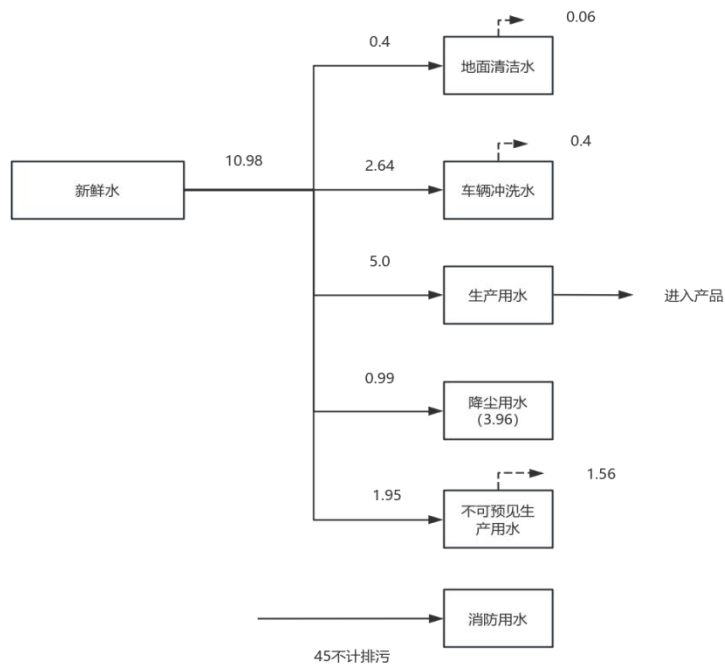 0.06
0.4
地面清洁水
10.98
2.64
0.4
新鲜水
车辆冲洗水
5.0
生产用水
进入产品
0.99
降尘用水
(3.96)
1.56
1.95
不可预见生
产用水
消防用水
45不计排污